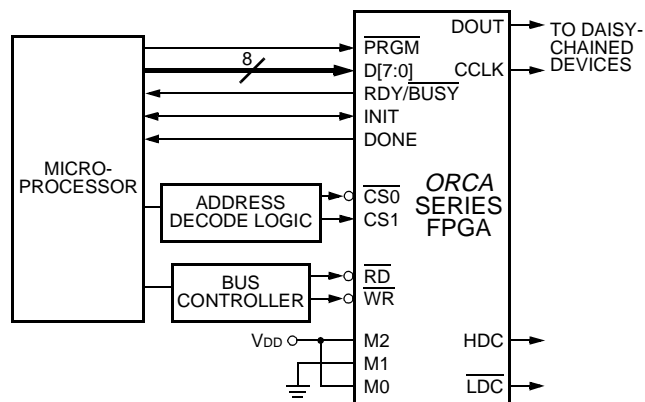 MICRO-
PROCESSOR
8
ADDRESS
DECODE LOGIC
BUS
CONTROLLER
VDD
PRGM
D[7:0]
RDY/BUSY
INIT
DONE
CS0
CS1
RD
WR
M2
M1
M0
ORCA
SERIES
FPGA
DOUT
CCLK
HDC
LDC
TO DAISY-
CHAINED
DEVICES